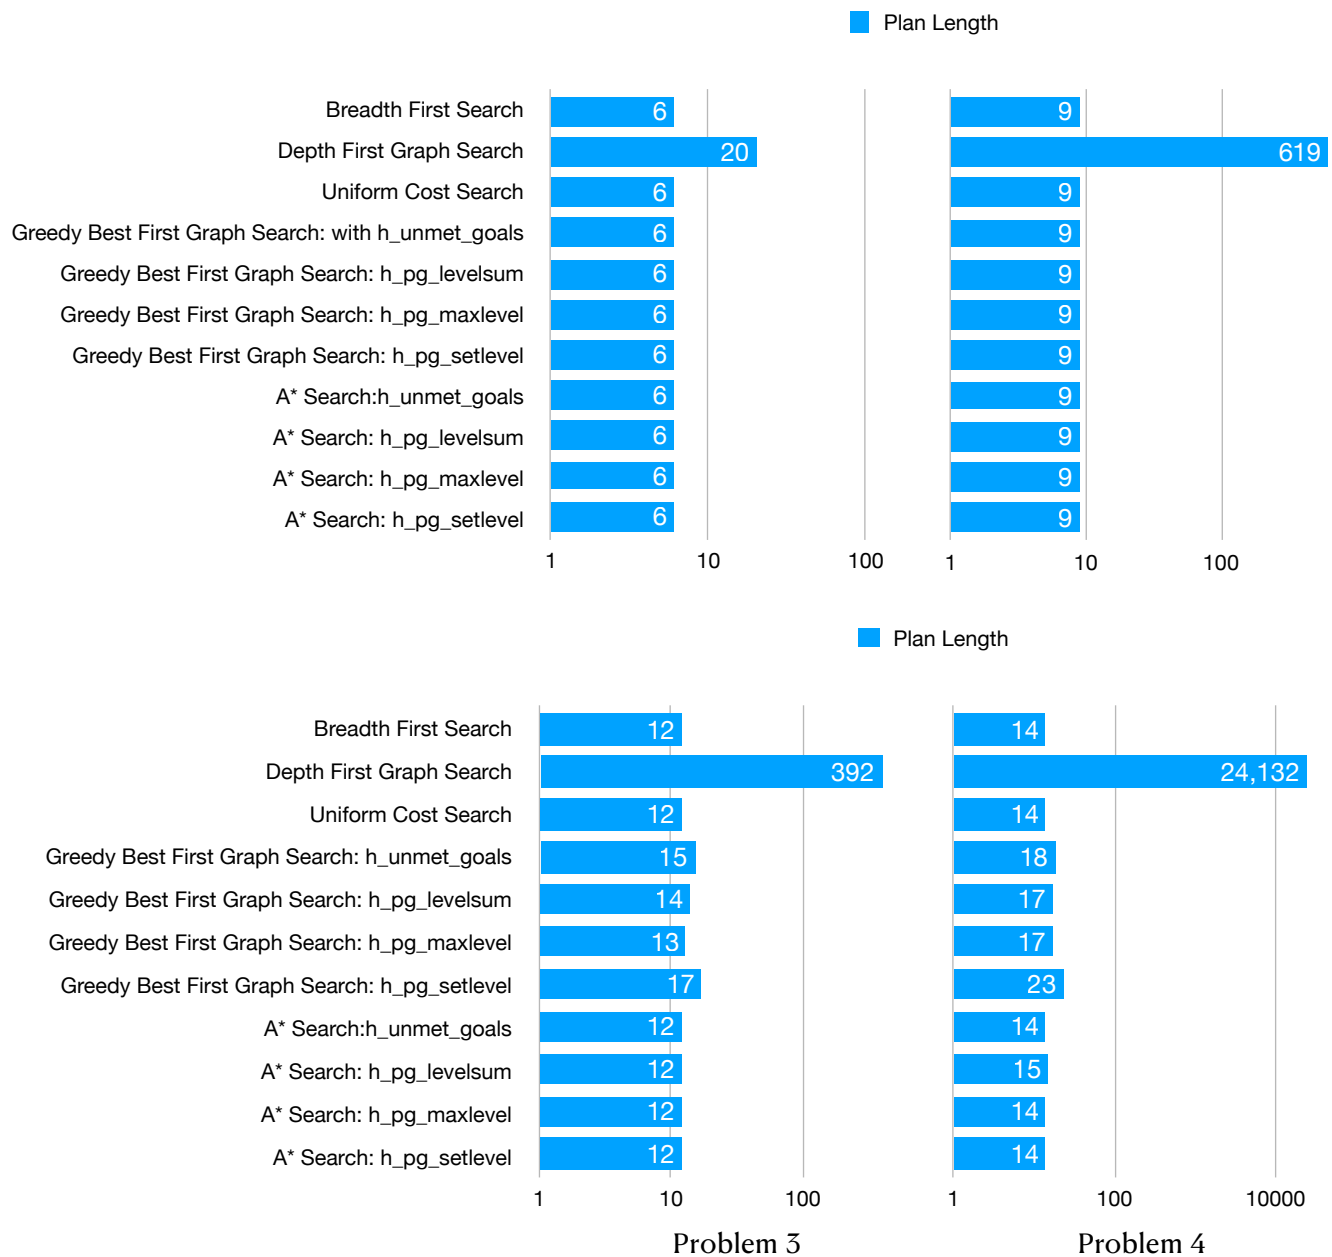 Plan Length
Breadth First Search 6 9
Depth First Graph Search 20 619
Uniform Cost Search 6 9
Greedy Best First Graph Search: with h_unmet_goals 6 9
Greedy Best First Graph Search: h_pg_levelsum 6 9
Greedy Best First Graph Search: h_pg_maxlevel 6 9
Greedy Best First Graph Search: h_pg_setlevel 6 9
A* Search:h_unmet_goals 6 9
A* Search: h_pg_levelsum 6 9
A* Search: h_pg_maxlevel 6 9
A* Search: h_pg_setlevel 6 9
1 10 100 1 10 100
Plan Length
Breadth First Search 12 14
Depth First Graph Search 392 24,132
Uniform Cost Search 12 14
Greedy Best First Graph Search: h_unmet_goals 15 18
Greedy Best First Graph Search: h_pg_levelsum 14 17
Greedy Best First Graph Search: h_pg_maxlevel 13 17
Greedy Best First Graph Search: h_pg_setlevel 17 23
A* Search:h_unmet_goals 12 14
A* Search: h_pg_levelsum 12 15
A* Search: h_pg_maxlevel 12 14
A* Search: h_pg_setlevel 12 14
1 10 100 1 100 10000
Problem 3 Problem 4